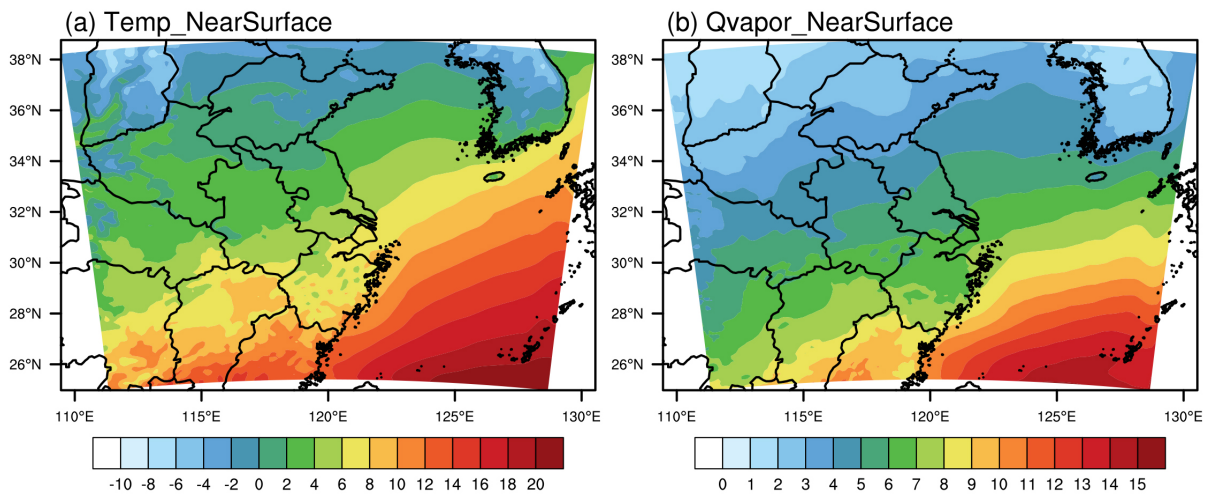 (a) Temp_NearSurface
(b) Qvapor_NearSurface
38°N
36°N
34°N
32°N
30°N
28°N
26°N
110°E 115°E 120°E 125°E 130°E
-10 -8 -6 -4 -2 0 2 4 6 8 10 12 14 16 18 20
38°N
36°N
34°N
32°N
30°N
28°N
26°N
110°E 115°E 120°E 125°E 130°E
0 1 2 3 4 5 6 7 8 9 10 11 12 13 14 15